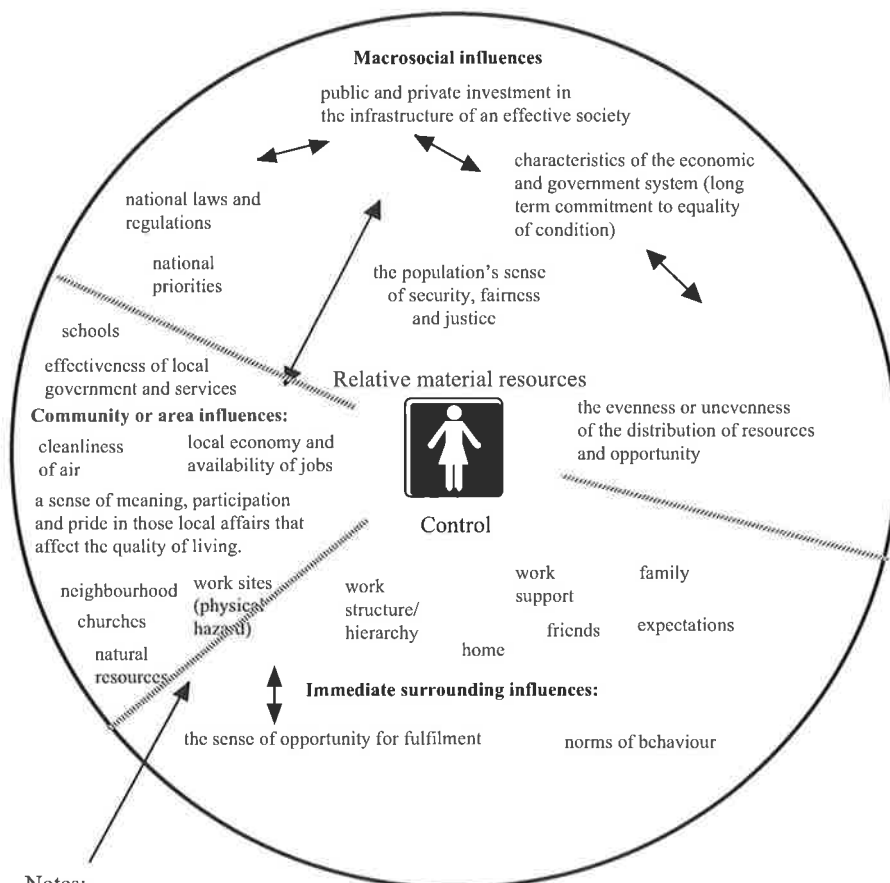 Macrosocial influences
public and private investment in
the infrastructure of an effective society
characteristics of the economic
and government system (long
term commitment to equality
of condition)
national laws and
regulations
national
priorities
the population's sense
of security, fairness
and justice
schools
effectiveness of local
government and services
Relative material resources
Community or area influences:
cleanliness
of air
local economy and
availability of jobs
the evenness or unevenness
of the distribution of resources
and opportunity
a sense of meaning, participation
and pride in those local affairs that
affect the quality of living.
Control
neighbourhood
churches
natural
resources
work sites
(physical
hazard)
work
structure/
hierarchy
work
support
family
home
friends
expectations
Immediate surrounding influences:
the sense of opportunity for fulfilment
norms of behaviour
Notes: